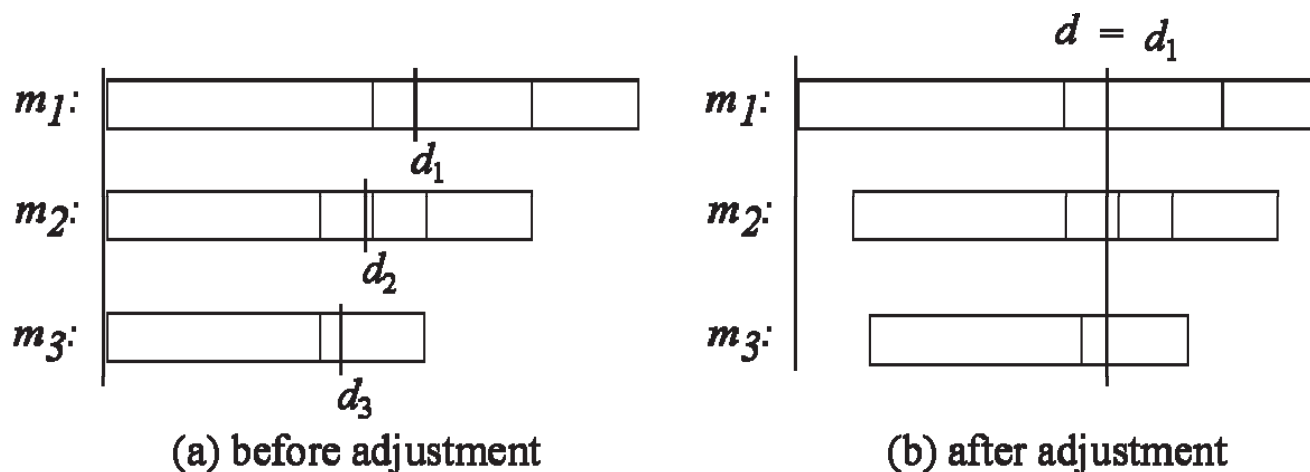 m1:
d1
m2:
d2
m3:
d3
(a) before adjustment
d = d1
m1:
m2:
m3:
(b) after adjustment